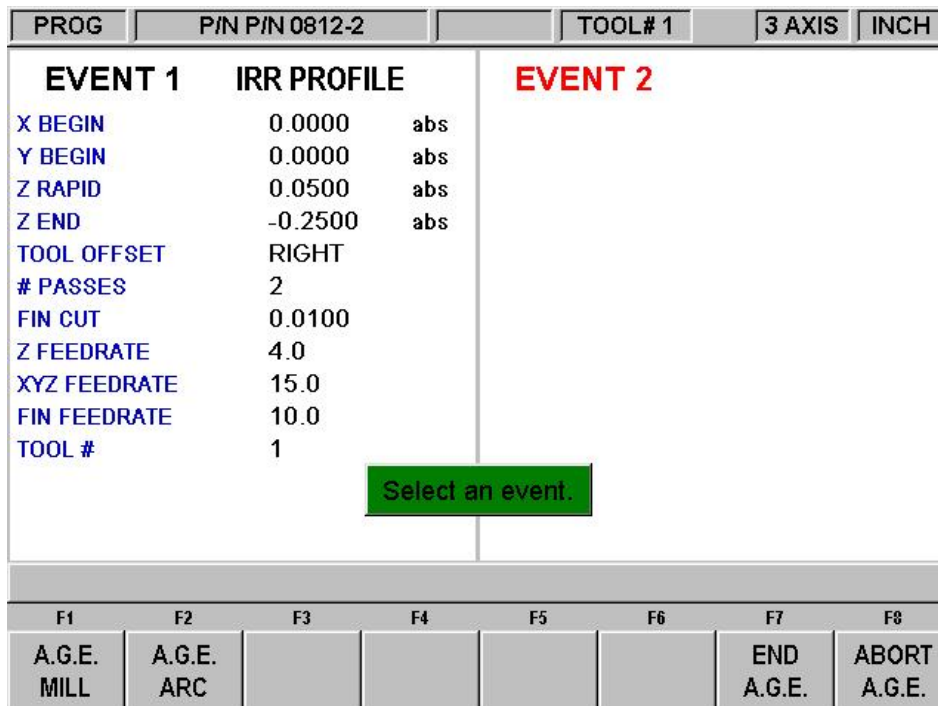 PROG P/N P/N 0812-2 TOOL# 1 3 AXIS INCH
EVENT 1 IRR PROFILE
X BEGIN 0.0000 abs
Y BEGIN 0.0000 abs
Z RAPID 0.0500 abs
Z END -0.2500 abs
TOOL OFFSET RIGHT
# PASSES 2
FIN CUT 0.0100
Z FEEDRATE 4.0
XYZ FEEDRATE 15.0
FIN FEEDRATE 10.0
TOOL # 1
EVENT 2
Select an event.
F1 F2 F3 F4 F5 F6 F7 F8
A.G.E. MILL
A.G.E. ARC
END A.G.E.
ABORT A.G.E.